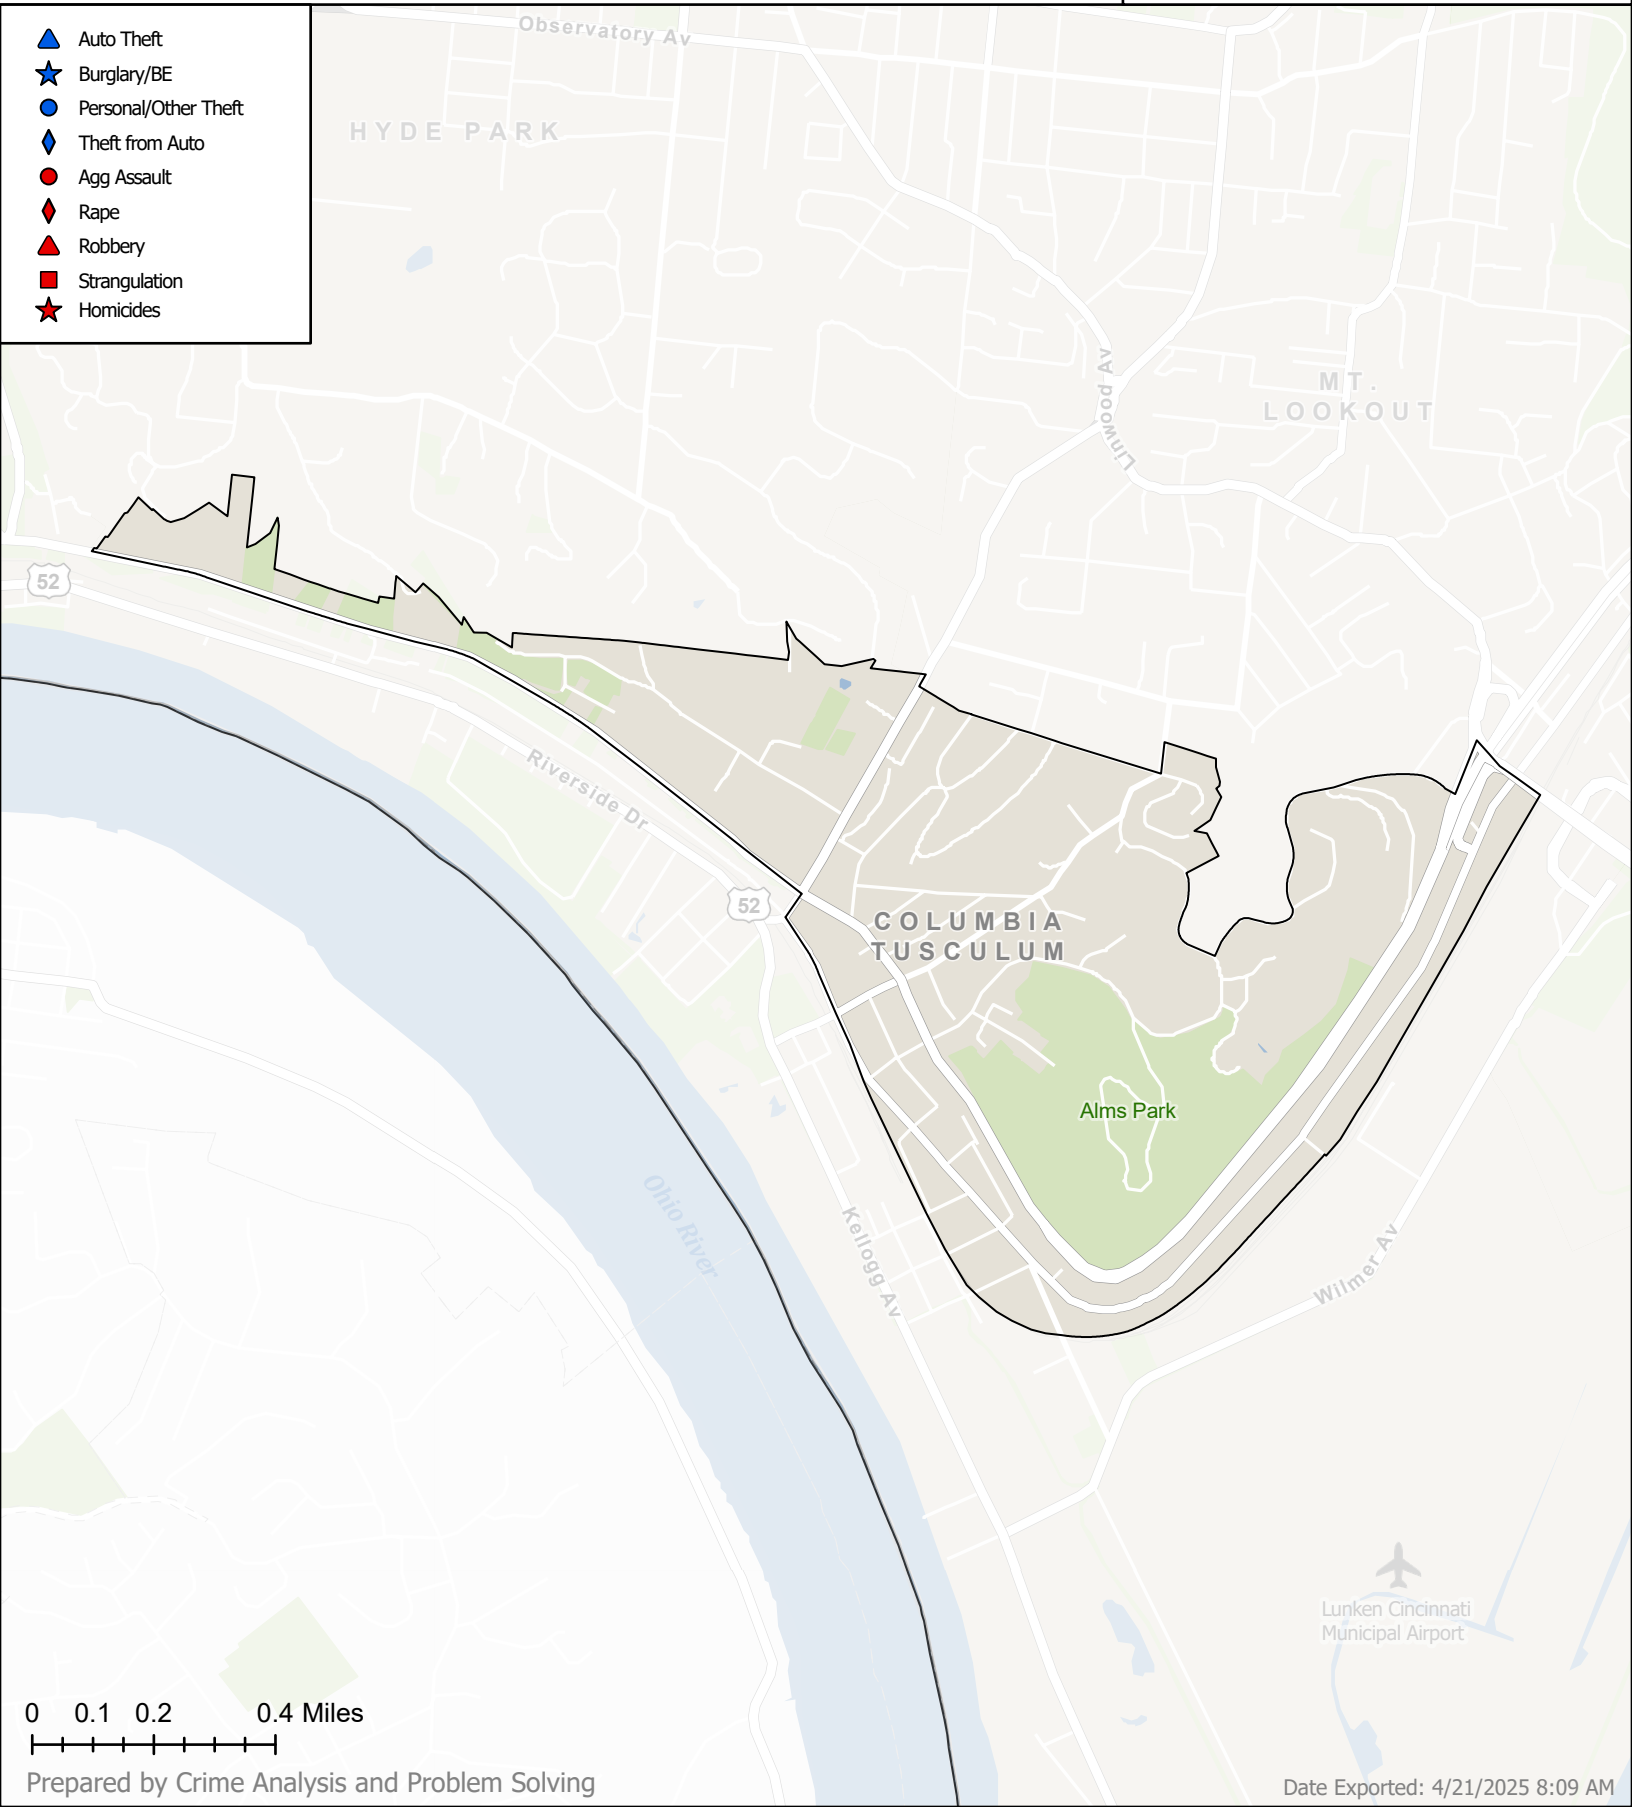 Auto Theft
Burglary/BE
Personal/Other Theft
Theft from Auto
Agg Assault
Rape
Robbery
Strangulation
Homicides
Observatory Av
HYDE PARK
Linwood Av
MT.
LOOKOUT
52
Riverside Dr
52
COLUMBIA
TUSCULUM
Alms Park
Ohio River
Kellogg Av
Wilmer Av
Lunken Cincinnati
Municipal Airport
0 0.1 0.2 0.4 Miles
Prepared by Crime Analysis and Problem Solving
Date Exported: 4/21/2025 8:09 AM